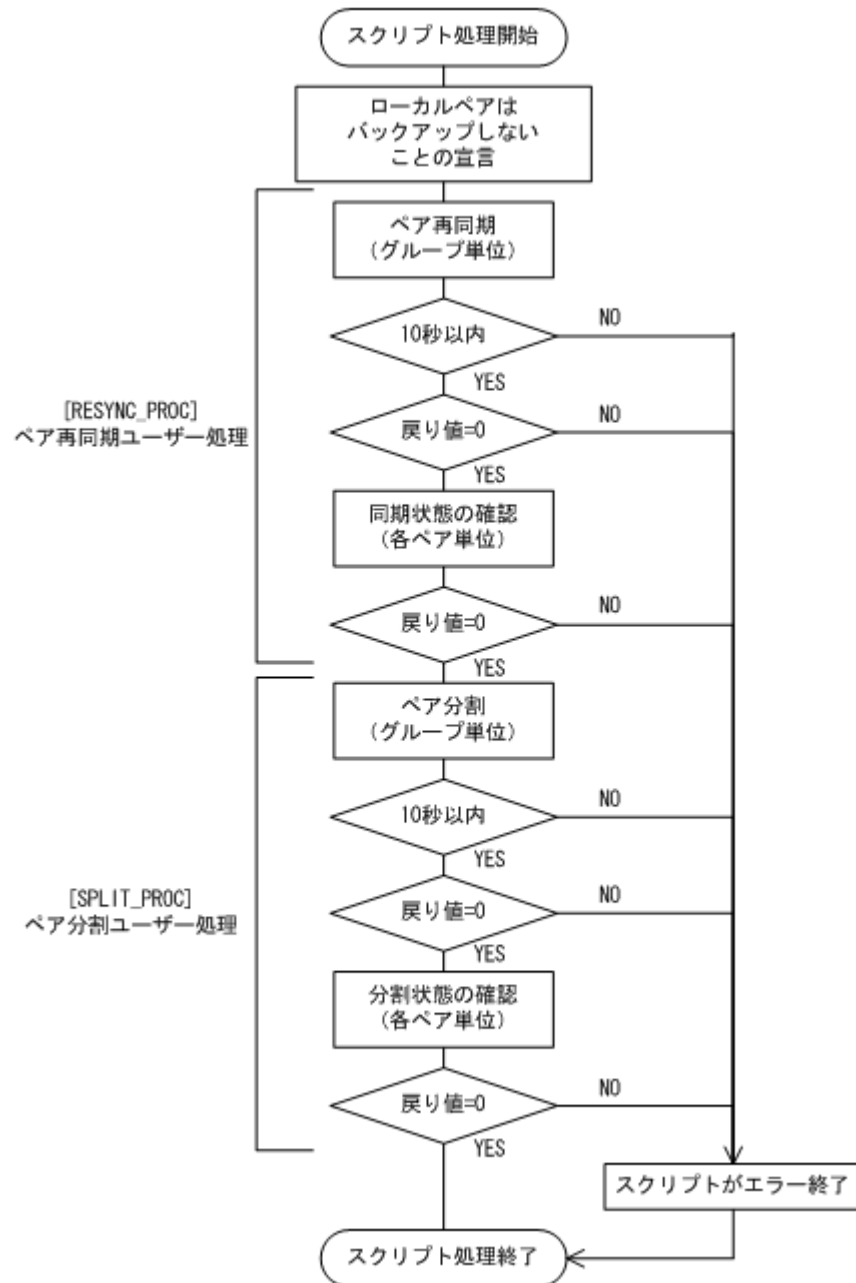 スクリプト処理開始
ローカルペアは
バックアップしない
ことの宣言
ペア再同期
(グループ単位)
10秒以内
NO
YES
[RESYNC_PROC]
ペア再同期ユーザー処理
戻り値=0
NO
YES
同期状態の確認
(各ペア単位)
戻り値=0
NO
YES
ペア分割
(グループ単位)
10秒以内
NO
YES
[SPLIT_PROC]
ペア分割ユーザー処理
戻り値=0
NO
YES
分割状態の確認
(各ペア単位)
戻り値=0
NO
YES
スクリプトがエラー終了
スクリプト処理終了